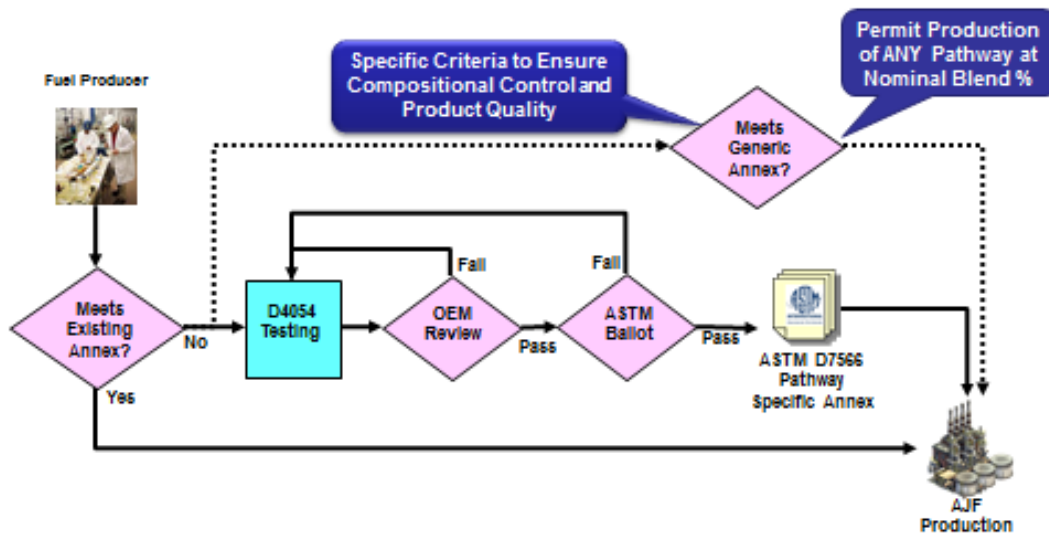 Permit Production
of ANY Pathway at
Nominal Blend %
Specific Criteria to Ensure
Compositional Control and
Product Quality
Fuel Producer
Meets
Generic
Annex?
Fail
Fail
Meets
Existing
Annex?
No
D4054
Testing
OEM
Review
Pass
ASTM
Ballot
Pass
ASTM
ASTM D7566
Pathway
Specific Annex
Yes
AJF
Production